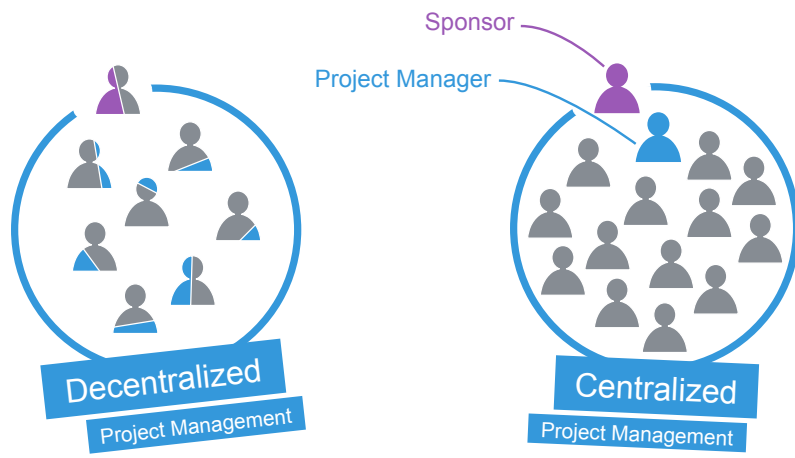 Sponsor
Project Manager
Decentralized
Project Management
Centralized
Project Management